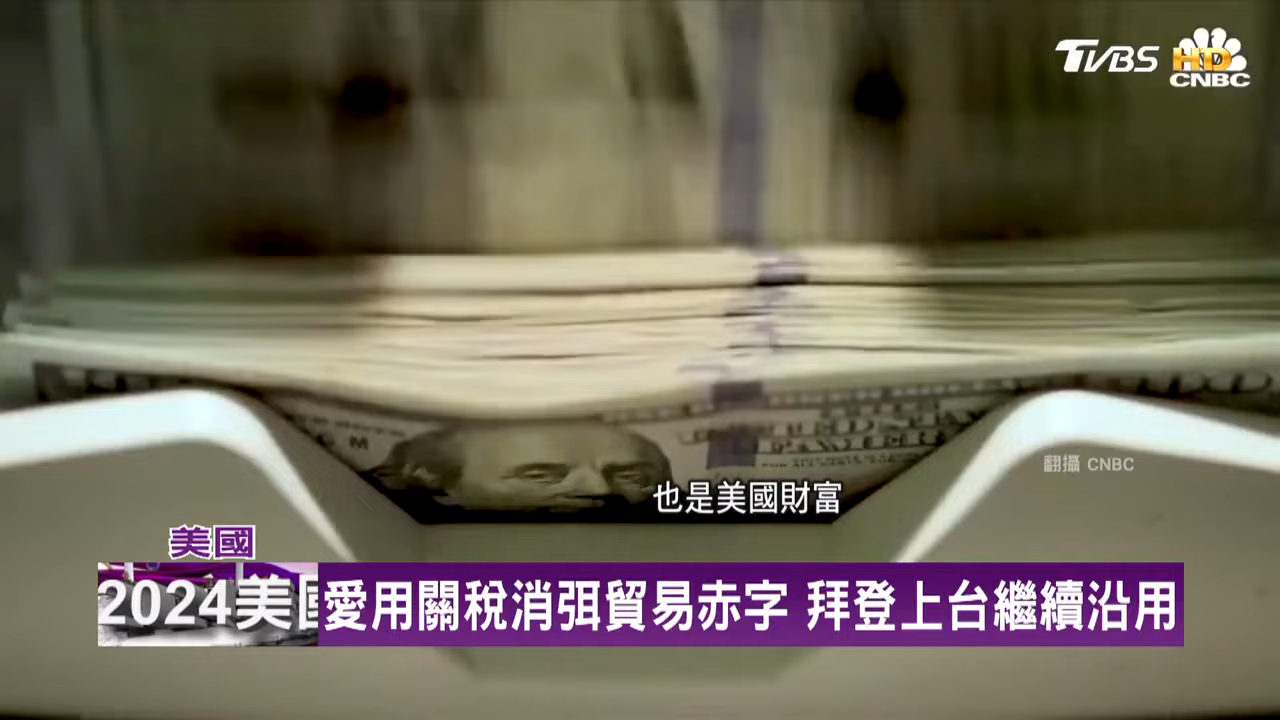 TVBS HD
CNBC
翻攝 CNBC
也是美國財富
美國
2024美
愛用關稅消弭貿易赤字 拜登上台繼續沿用